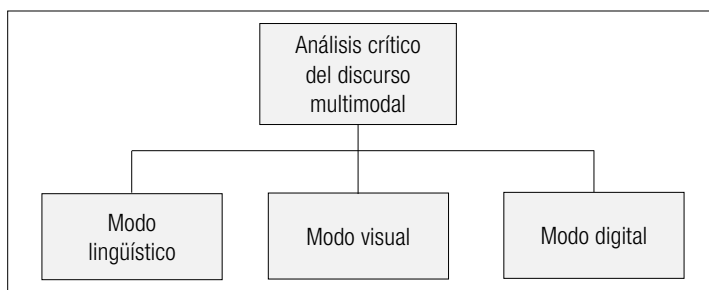 Análisis crítico
del discurso
multimodal
Modo
lingüístico
Modo visual
Modo digital